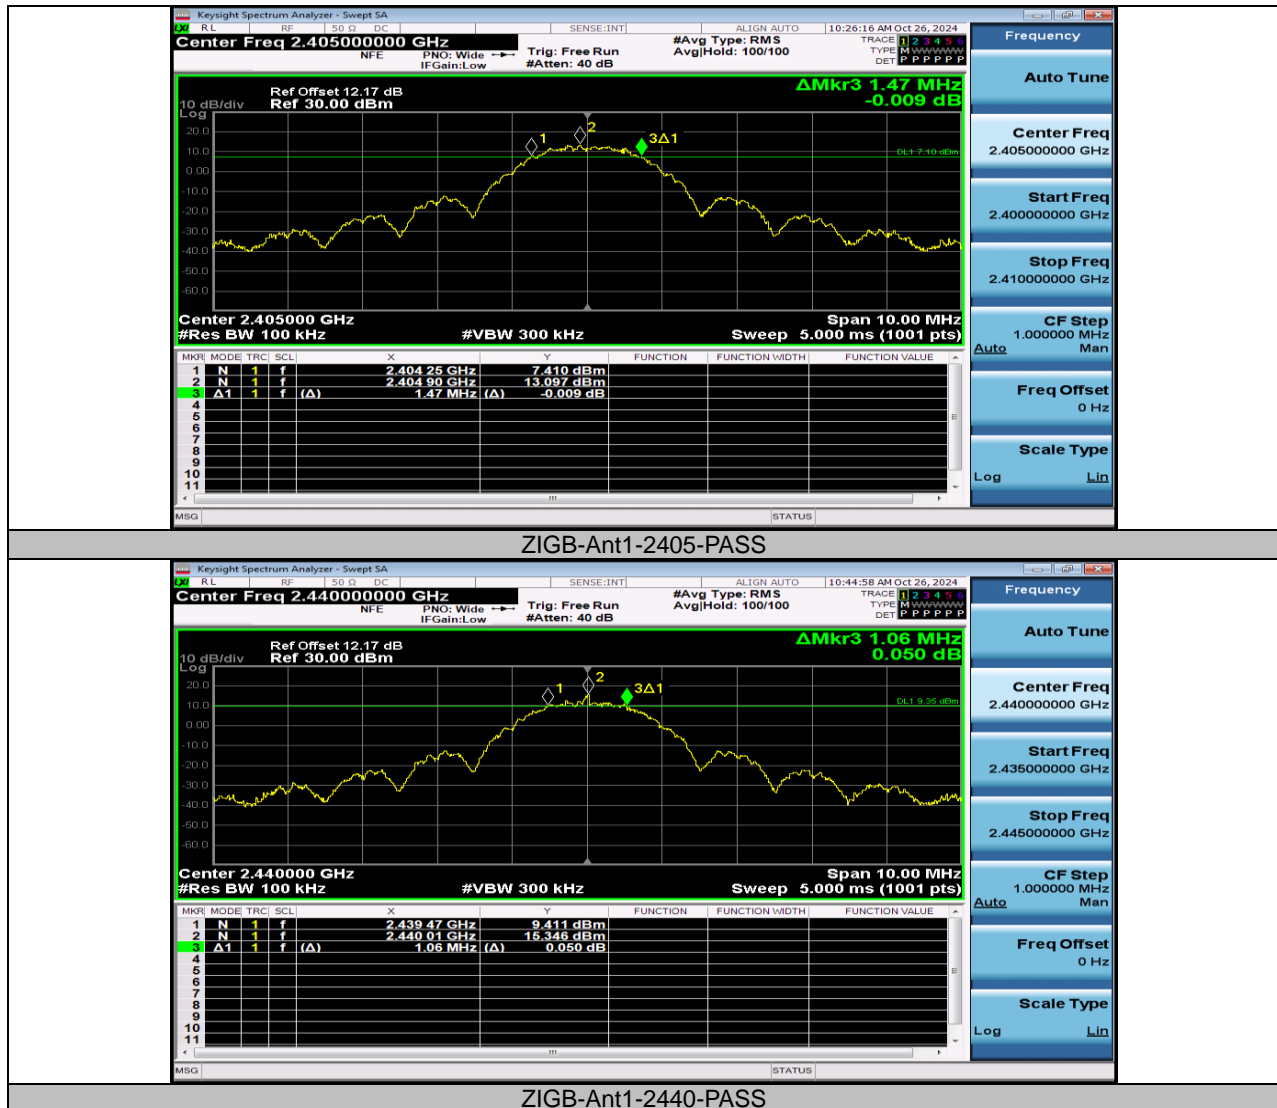 Keysight Spectrum Analyzer - Swept SA
LXI RL RF 50 Ω DC SENSE:INT ALIGN AUTO 10:26:16 AM Oct 26, 2024
Center Freq 2.405000000 GHz
NFE PNO: Wide Trig: Free Run #Avg Type: RMS TRACE 1 2 3 4 5 6
IFGain:Low #Atten: 40 dB Avg|Hold: 100/100 TYPE M W W W W W
DET P P P P P P
ΔMkr3 1.47 MHz
-0.009 dB
Ref Offset 12.17 dB
10 dB/div Ref 30.00 dBm
Log
20.0
10.0
0.00
-10.0
-20.0
-30.0
-40.0
-50.0
-60.0
1
2
3Δ1
DL1 7.10 dBm
Center 2.405000 GHz Span 10.00 MHz
#Res BW 100 kHz #VBW 300 kHz Sweep 5.000 ms (1001 pts)
MKR MODE TRC SCL X Y FUNCTION FUNCTION WIDTH FUNCTION VALUE
1 N 1 f 2.404 25 GHz 7.410 dBm
2 N 1 f 2.404 90 GHz 13.097 dBm
3 Δ1 1 f (Δ) 1.47 MHz (Δ) -0.009 dB
4
5
6
7
8
9
10
11
MSG STATUS
Frequency
Auto Tune
Center Freq
2.405000000 GHz
Start Freq
2.400000000 GHz
Stop Freq
2.410000000 GHz
CF Step
1.000000 MHz
Auto Man
Freq Offset
0 Hz
Scale Type
Log Lin
ZIGB-Ant1-2405-PASS
Keysight Spectrum Analyzer - Swept SA
LXI RL RF 50 Ω DC SENSE:INT ALIGN AUTO 10:44:58 AM Oct 26, 2024
Center Freq 2.440000000 GHz
NFE PNO: Wide Trig: Free Run #Avg Type: RMS TRACE 1 2 3 4 5 6
IFGain:Low #Atten: 40 dB Avg|Hold: 100/100 TYPE M W W W W W
DET P P P P P P
ΔMkr3 1.06 MHz
0.050 dB
Ref Offset 12.17 dB
10 dB/div Ref 30.00 dBm
Log
20.0
10.0
0.00
-10.0
-20.0
-30.0
-40.0
-50.0
-60.0
1
2
3Δ1
DL1 9.35 dBm
Center 2.440000 GHz Span 10.00 MHz
#Res BW 100 kHz #VBW 300 kHz Sweep 5.000 ms (1001 pts)
MKR MODE TRC SCL X Y FUNCTION FUNCTION WIDTH FUNCTION VALUE
1 N 1 f 2.439 47 GHz 9.411 dBm
2 N 1 f 2.440 01 GHz 15.346 dBm
3 Δ1 1 f (Δ) 1.06 MHz (Δ) 0.050 dB
4
5
6
7
8
9
10
11
MSG STATUS
Frequency
Auto Tune
Center Freq
2.440000000 GHz
Start Freq
2.435000000 GHz
Stop Freq
2.445000000 GHz
CF Step
1.000000 MHz
Auto Man
Freq Offset
0 Hz
Scale Type
Log Lin
ZIGB-Ant1-2440-PASS